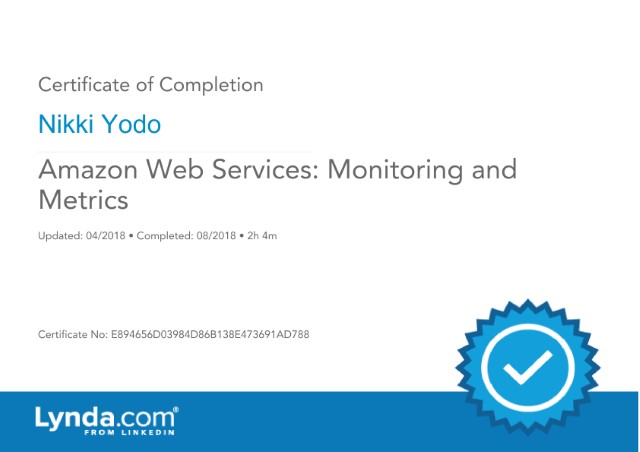 Certificate of Completion
Nikki Yodo
Amazon Web Services: Monitoring and
Metrics
Updated: 04/2018 • Completed: 08/2018 • 2h 4m
Certificate No: E894656D03984D86B138E473691AD788
Lynda.com®
FROM LINKEDIN